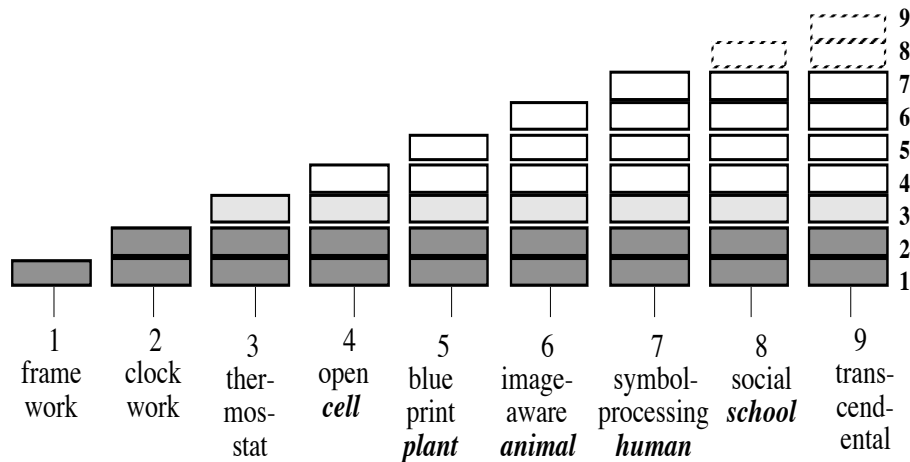 9
8
7
6
5
4
3
2
1
1
frame
work
2
clock
work
3
ther-
mos-
stat
4
open
cell
5
blue
print
plant
6
image-
aware
animal
7
symbol-
processing
human
8
social
school
9
trans-
cend-
ental